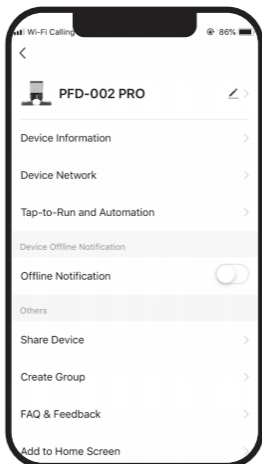 Wi-Fi Calling 86%
PFD-002 PRO
Device Information
Device Network
Tap-to-Run and Automation
Device Offline Notification
Offline Notification
Others
Share Device
Create Group
FAQ & Feedback
Add to Home Screen